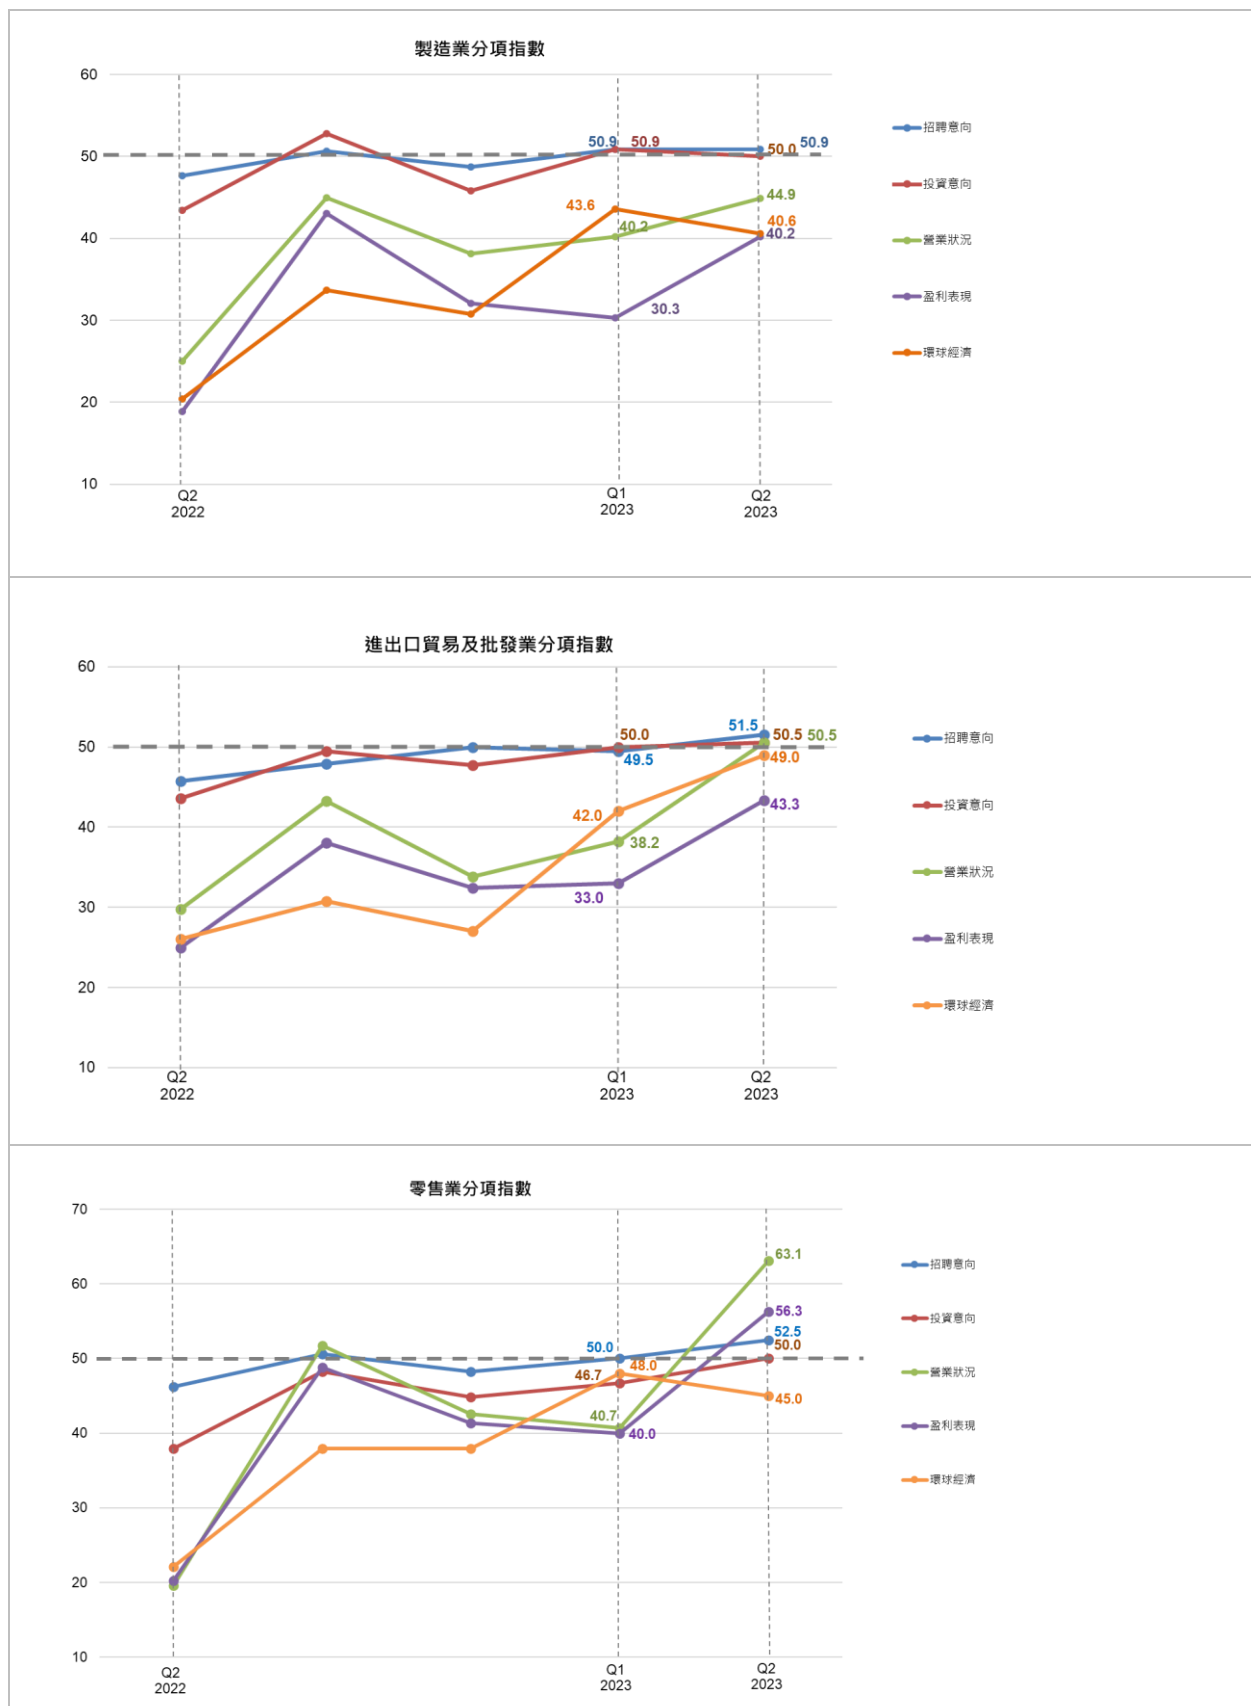 製造業分項指數
60
50
40
30
20
10
50.9
50.9
50.0
50.9
43.6
40.2
44.9
40.6
40.2
30.3
Q2
2022
Q1
2023
Q2
2023
招聘意向
投資意向
營業狀況
盈利表現
環球經濟
進出口貿易及批發業分項指數
60
50
40
30
20
10
51.5
50.0
50.5
50.5
49.5
49.0
42.0
43.3
38.2
33.0
Q2
2022
Q1
2023
Q2
2023
招聘意向
投資意向
營業狀況
盈利表現
環球經濟
零售業分項指數
70
60
50
40
30
20
10
63.1
56.3
52.5
50.0
50.0
48.0
46.7
45.0
40.7
40.0
Q2
2022
Q1
2023
Q2
2023
招聘意向
投資意向
營業狀況
盈利表現
環球經濟